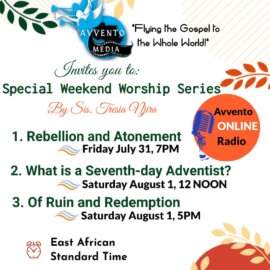 AVVENTO
MEDIA
"Flying the Gospel to
the Whole World!"
Invites you to:
Special Weekend Worship Series
By Sis. Tresia Njira
Avvento
ONLINE
Radio
1. Rebellion and Atonement
Friday July 31, 7PM
2. What is a Seventh-day Adventist?
Saturday August 1, 12 NOON
3. Of Ruin and Redemption
Saturday August 1, 5PM
East African
Standard Time